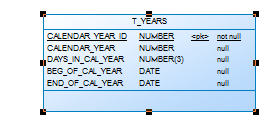 T_YEARS
CALENDAR_YEAR_ID NUMBER <pk> not null
CALENDAR_YEAR NUMBER null
DAYS_IN_CAL_YEAR NUMBER(3) null
BEG_OF_CAL_YEAR DATE null
END_OF_CAL_YEAR DATE null